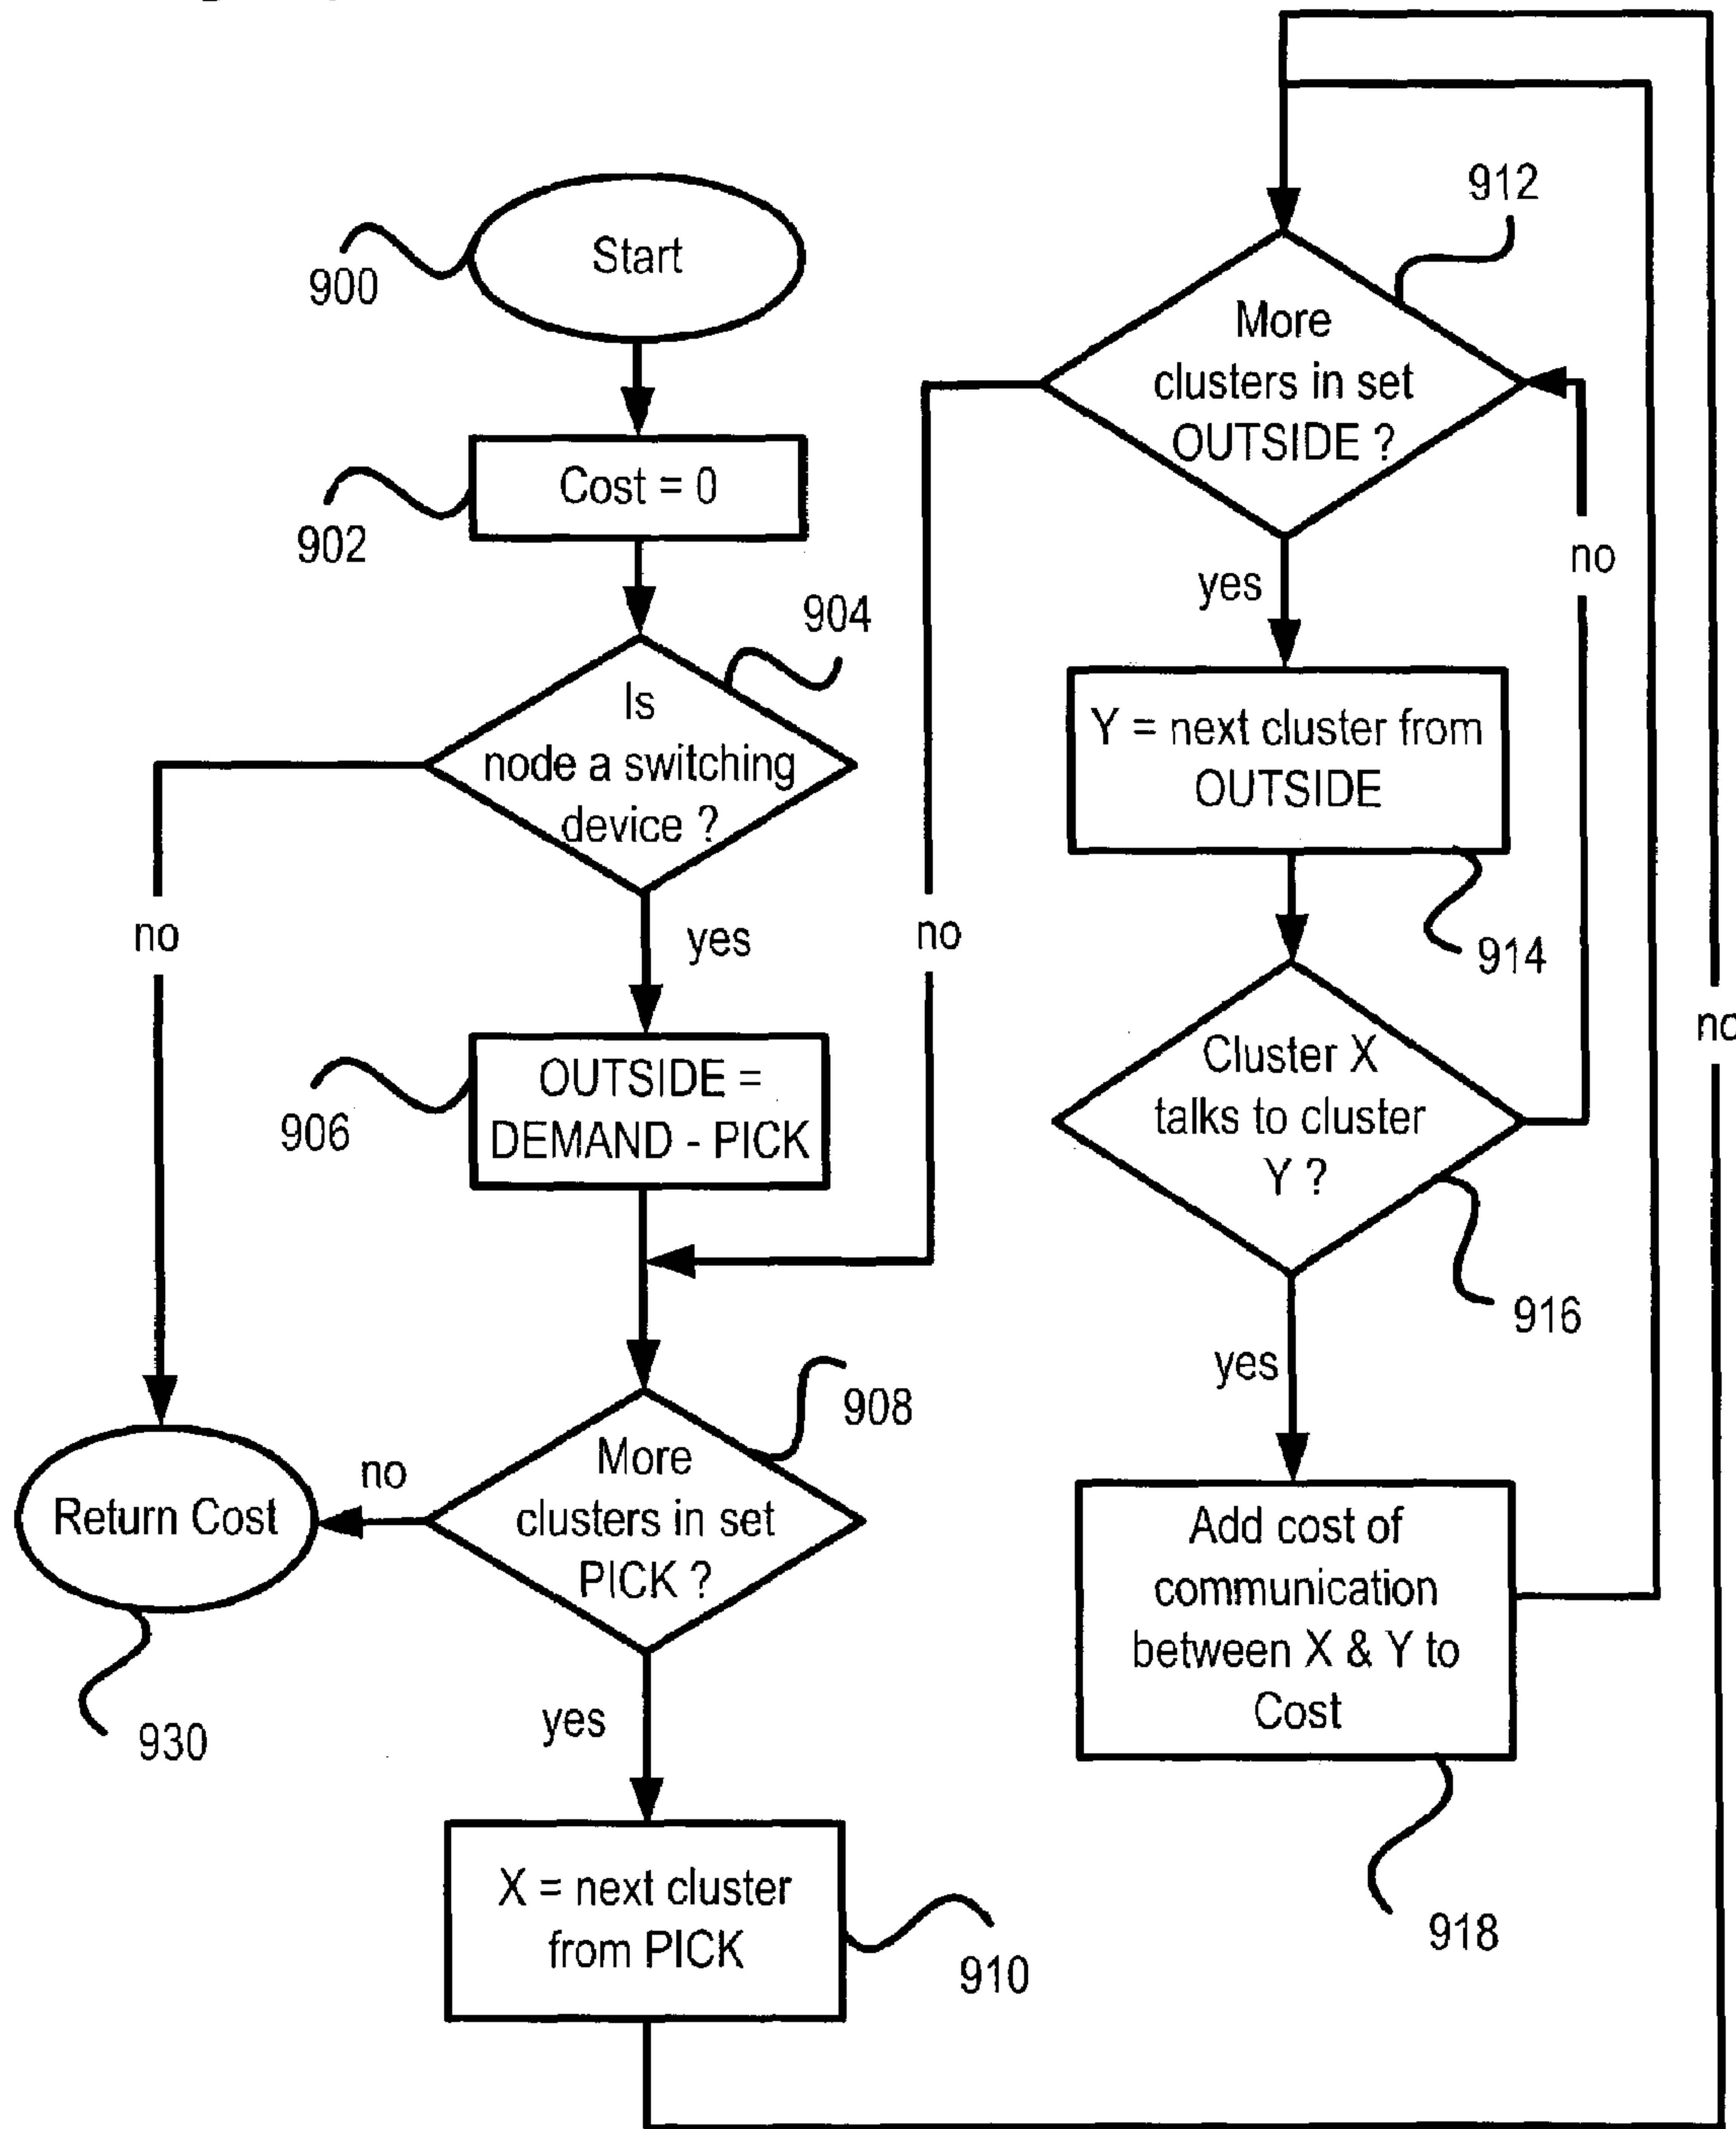 Start
900
Cost = 0
902
904
Is
node a switching
device ?
no
yes
OUTSIDE =
DEMAND - PICK
906
908
More
clusters in set
PICK ?
no
Return Cost
930
yes
X = next cluster
from PICK
910
912
More
clusters in set
OUTSIDE ?
no
yes
Y = next cluster from
OUTSIDE
914
Cluster X
talks to cluster
Y ?
no
916
yes
Add cost of
communication
between X & Y to
Cost
918
no